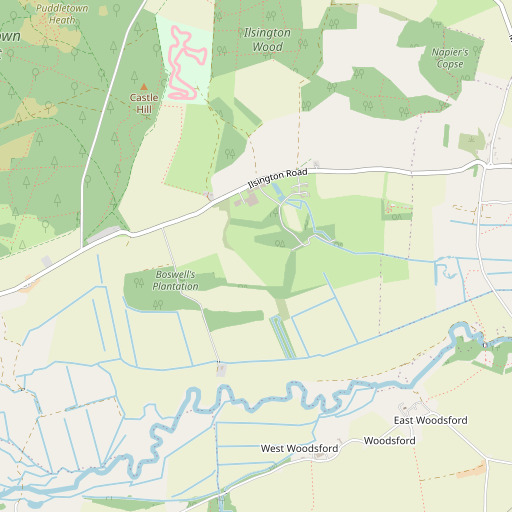 Puddletown
Heath
own
Ilsington
Wood
Napier's
Copse
Castle
Hill
Ilsington Road
Boswell's
Plantation
East Woodsford
Woodsford
West Woodsford